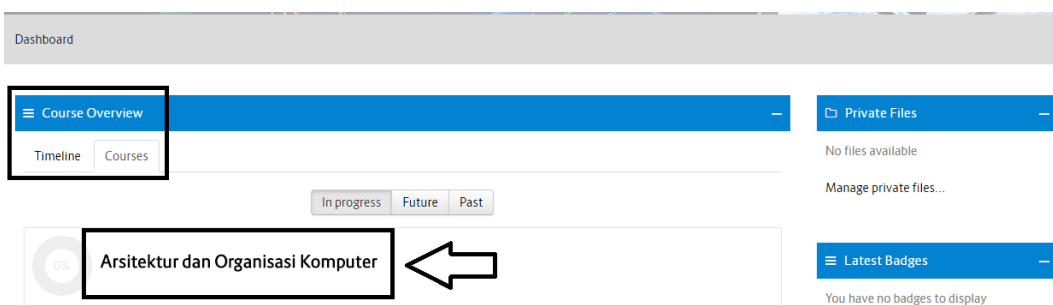 Dashboard
Course Overview
Timeline Courses
In progress Future Past
0%
Arsitektur dan Organisasi Komputer
Private Files
No files available
Manage private files...
Latest Badges
You have no badges to display